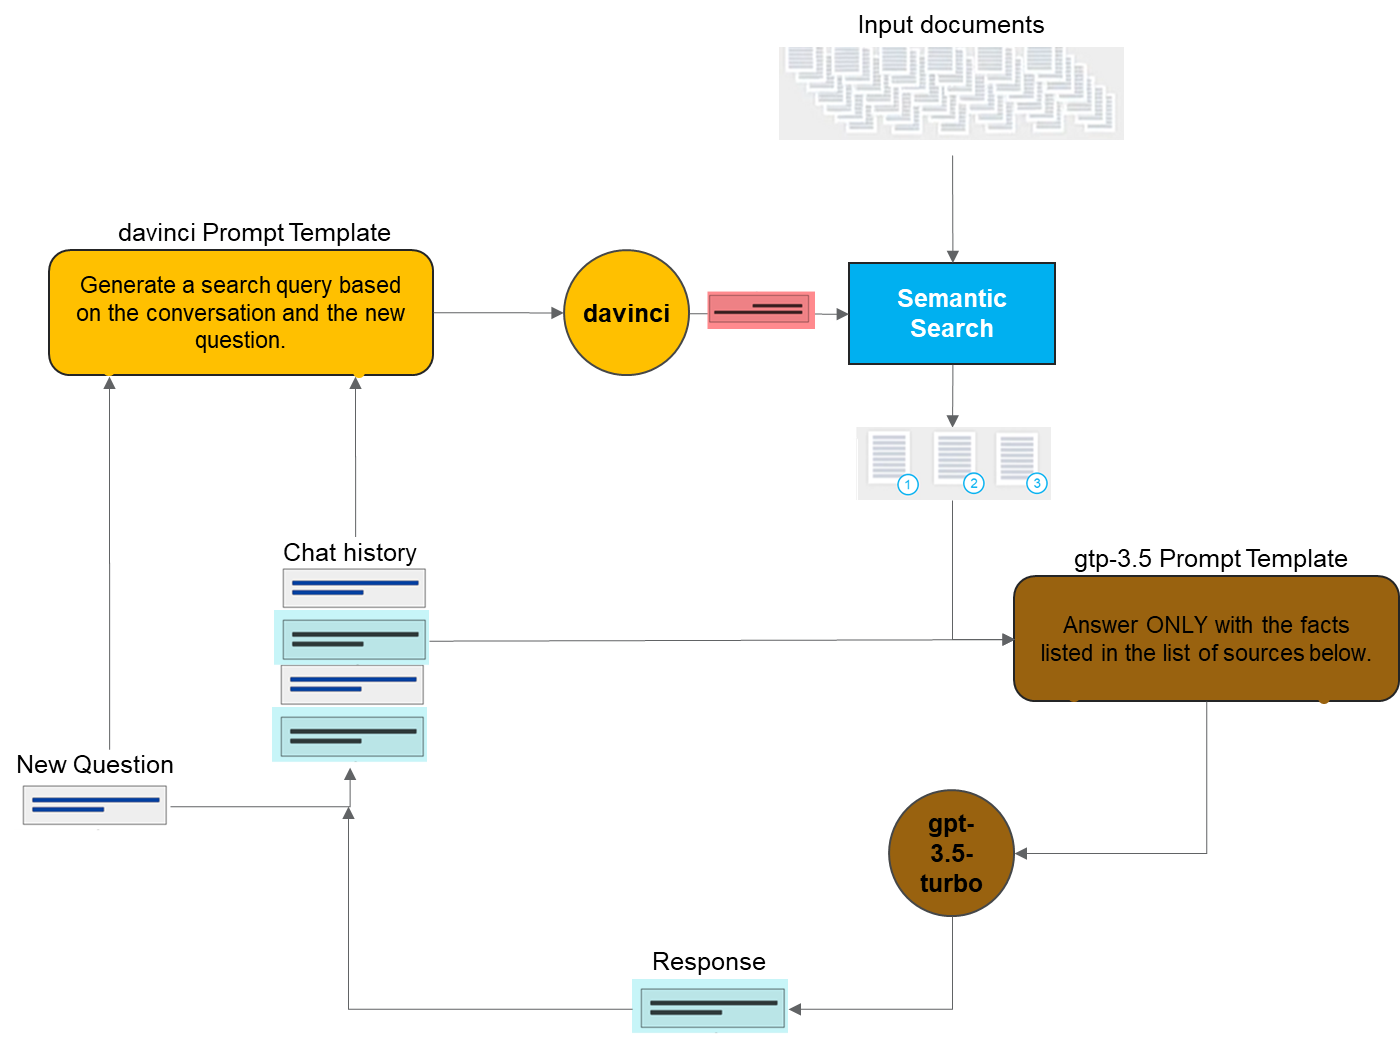 Input documents
davinci Prompt Template
Generate a search query based
on the conversation and the new
question.
davinci
Semantic
Search
1
2
3
Chat history
gtp-3.5 Prompt Template
Answer ONLY with the facts
listed in the list of sources below.
New Question
gpt-
3.5-
turbo
Response